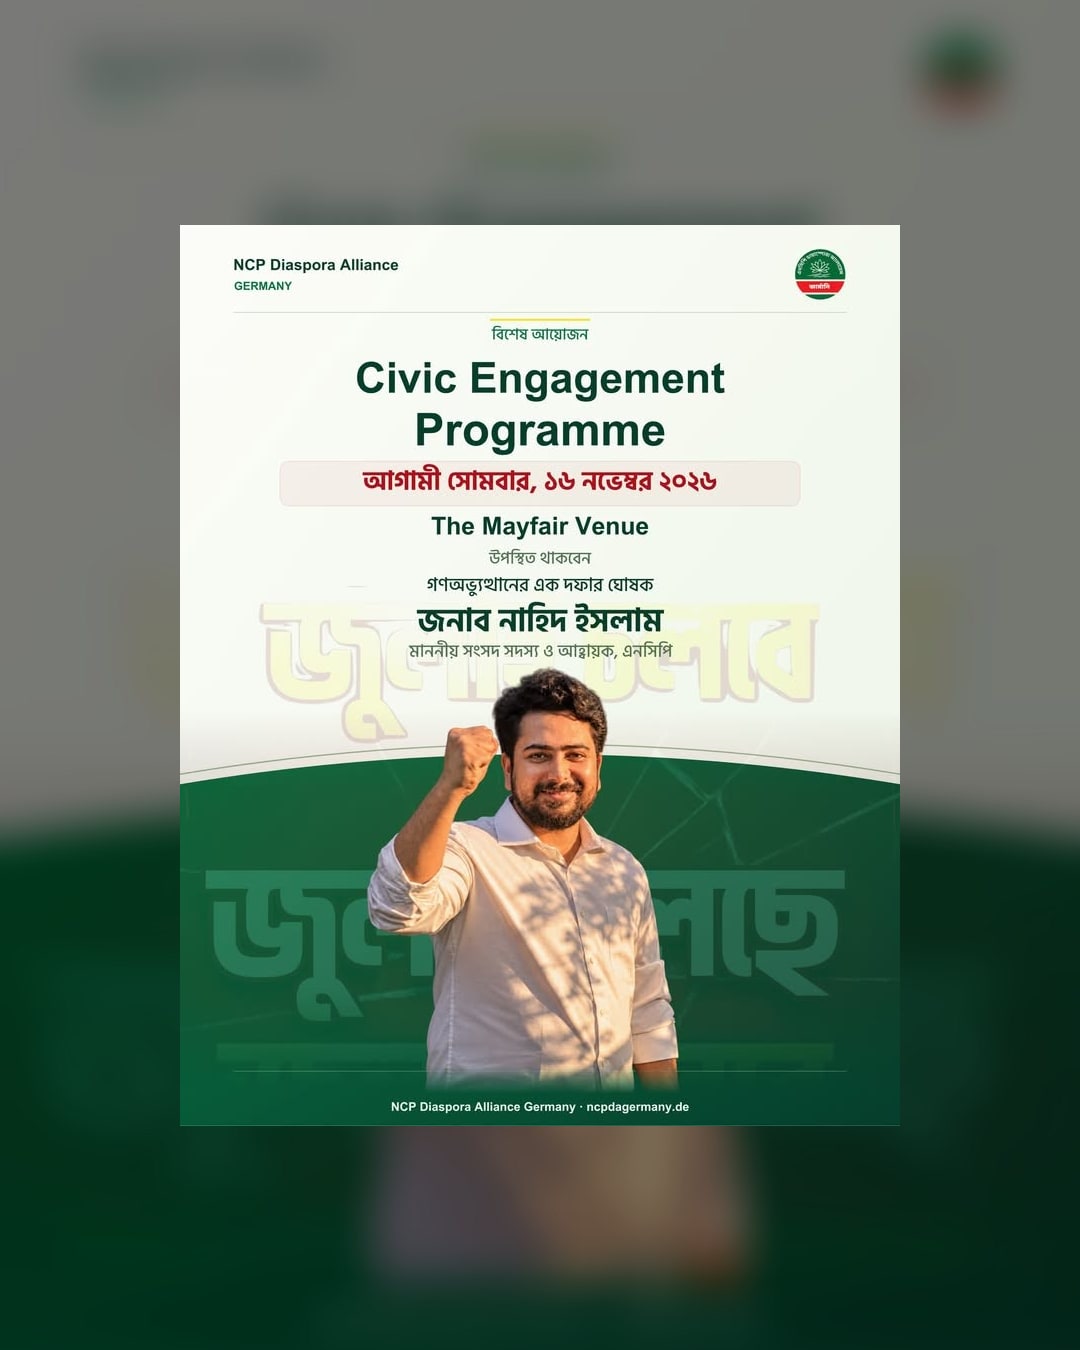 NCP Diaspora Alliance
GERMANY
জার্মানি
বিশেষ আয়োজন
Civic Engagement
Programme
আগামী সোমবার, ১৬ নভেম্বর ২০২৬
The Mayfair Venue
উপস্থিত থাকবেন
গণঅভ্যুত্থানের এক দফার ঘোষক
জনাব নাহিদ ইসলাম
মাননীয় সংসদ সদস্য ও আহ্বায়ক, এনসিপি
NCP Diaspora Alliance Germany · ncpdagermany.de